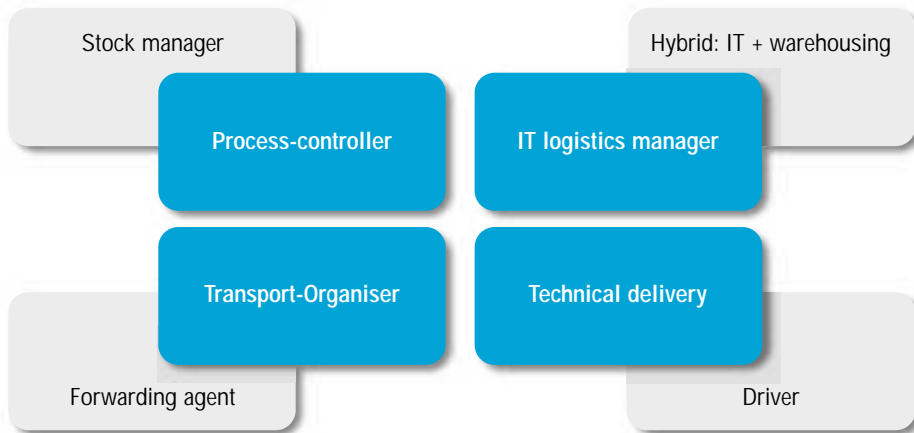 Stock manager
Hybrid: IT + warehousing
Process-controller
IT logistics manager
Transport-Organiser
Technical delivery
Forwarding agent
Driver